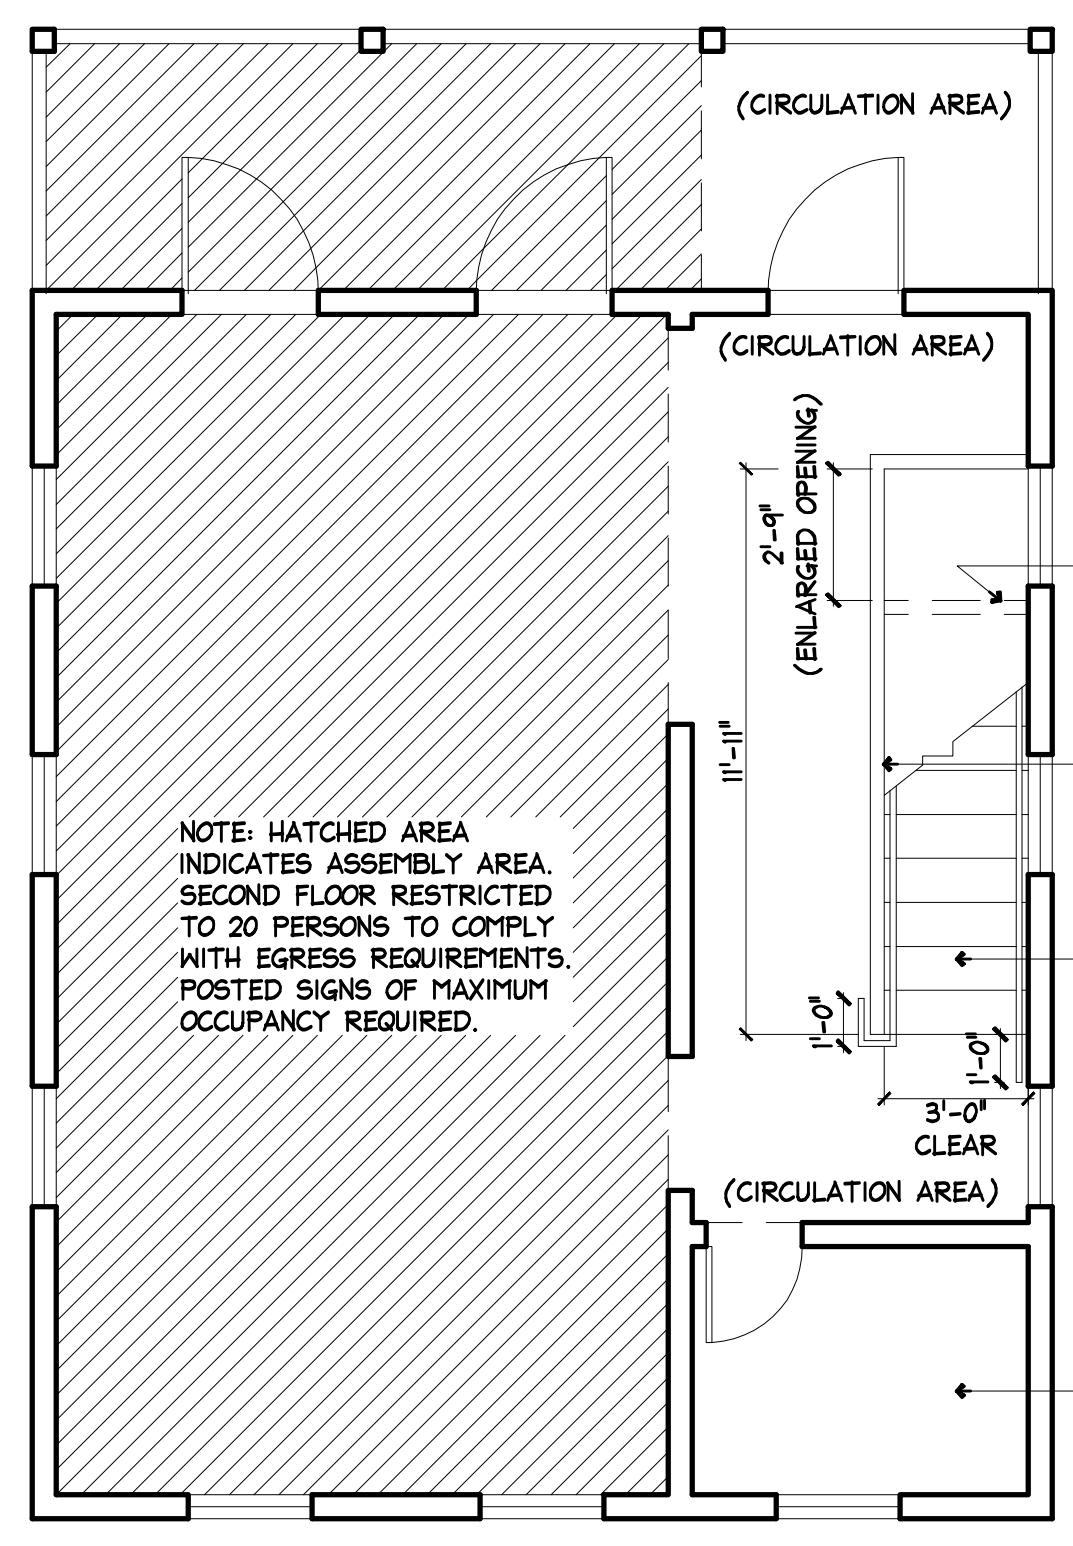 (CIRCULATION AREA)
(CIRCULATION AREA)
(ENLARGED OPENING)
2'-9"
11'-11"
NOTE: HATCHED AREA
INDICATES ASSEMBLY AREA.
SECOND FLOOR RESTRICTED
TO 20 PERSONS TO COMPLY
WITH EGRESS REQUIREMENTS.
POSTED SIGNS OF MAXIMUM
OCCUPANCY REQUIRED.
1'-0"
1'-0"
3'-0"
CLEAR
(CIRCULATION AREA)